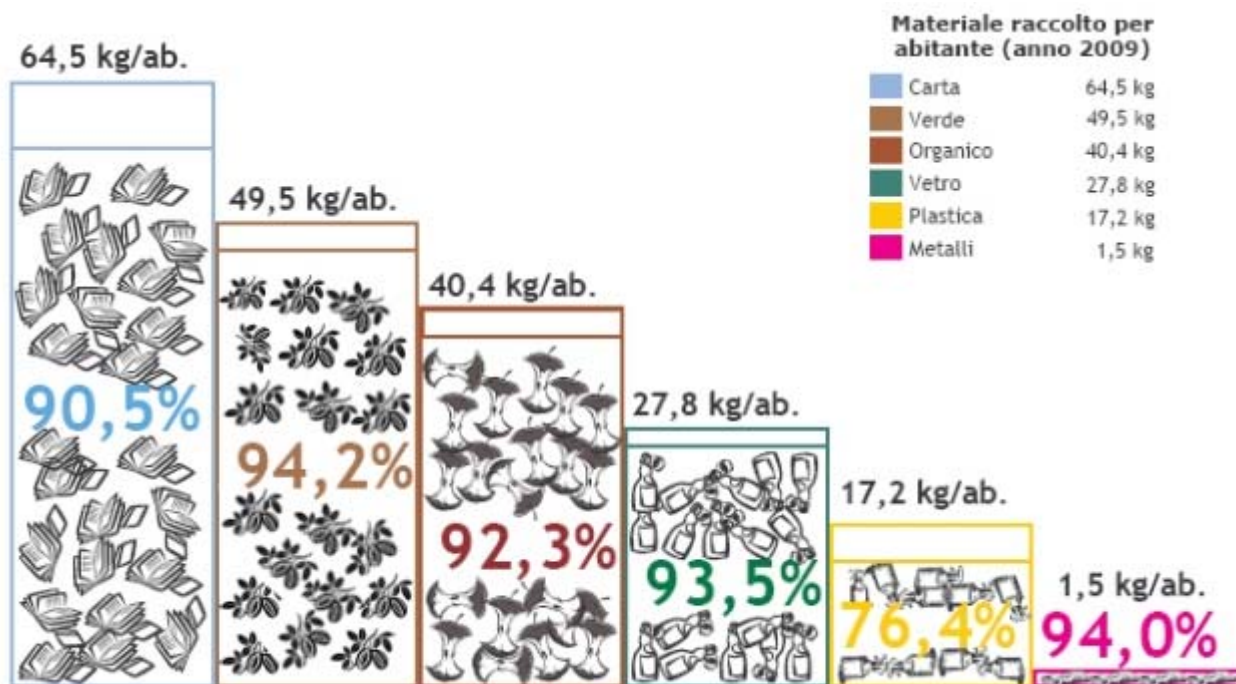 Materiale raccolto per
abitante (anno 2009)
Carta 64,5 kg
Verde 49,5 kg
Organico 40,4 kg
Vetro 27,8 kg
Plastica 17,2 kg
Metalli 1,5 kg
64,5 kg/ab.
90,5%
49,5 kg/ab.
94,2%
40,4 kg/ab.
92,3%
27,8 kg/ab.
93,5%
17,2 kg/ab.
76,4%
1,5 kg/ab.
94,0%